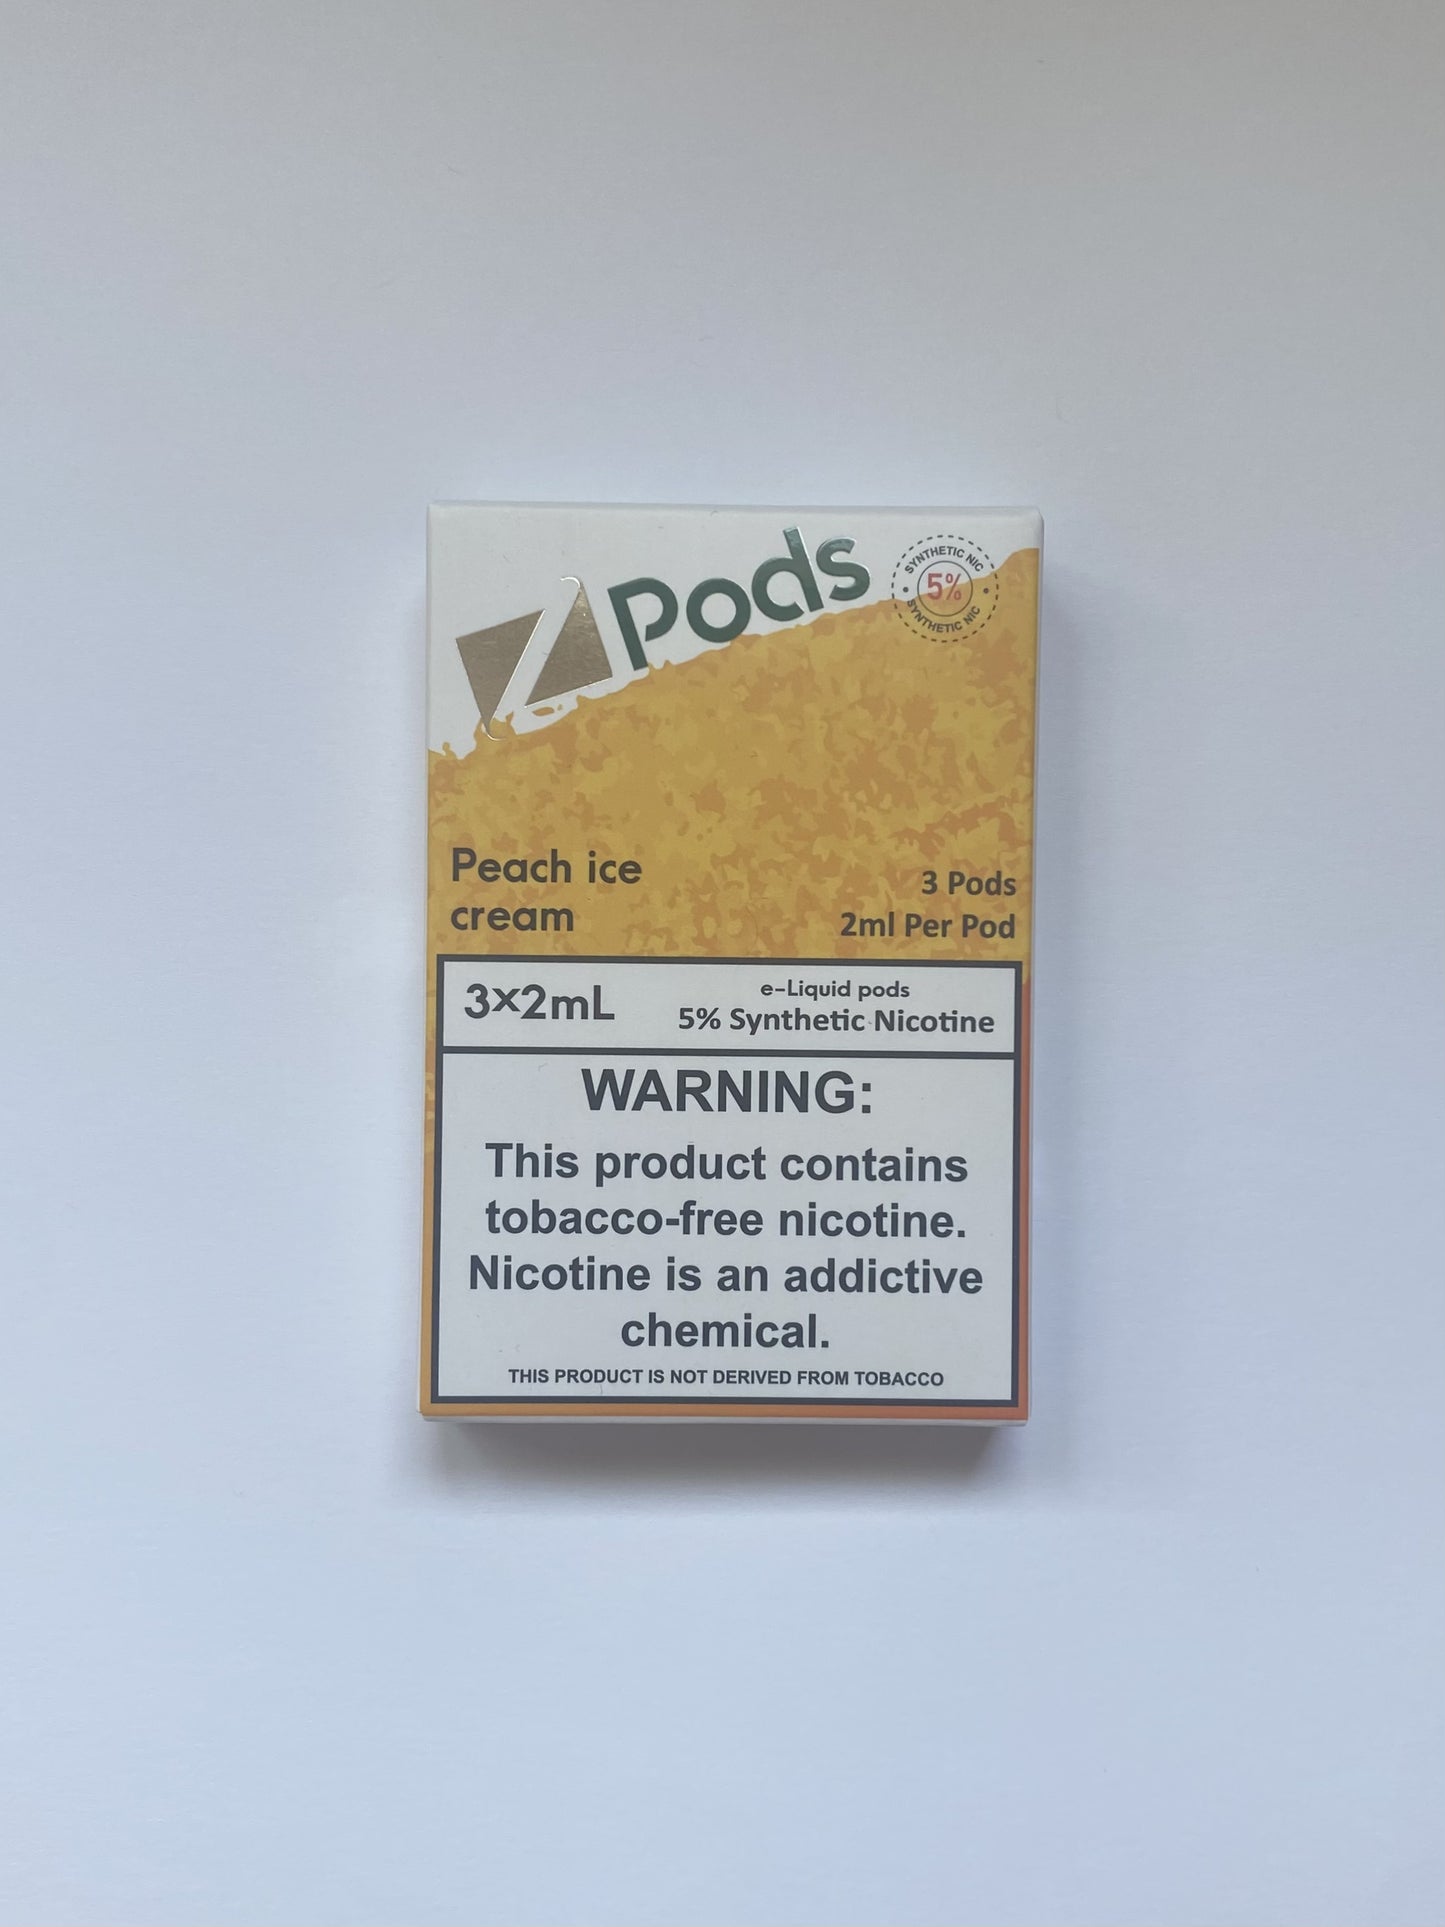 Z Pods
SYNTHETIC NIC
5%
SYNTHETIC NIC
Peach ice
cream
3 Pods
2ml Per Pod
3×2mL
e-Liquid pods
5% Synthetic Nicotine
WARNING:
This product contains
tobacco-free nicotine.
Nicotine is an addictive
chemical.
THIS PRODUCT IS NOT DERIVED FROM TOBACCO